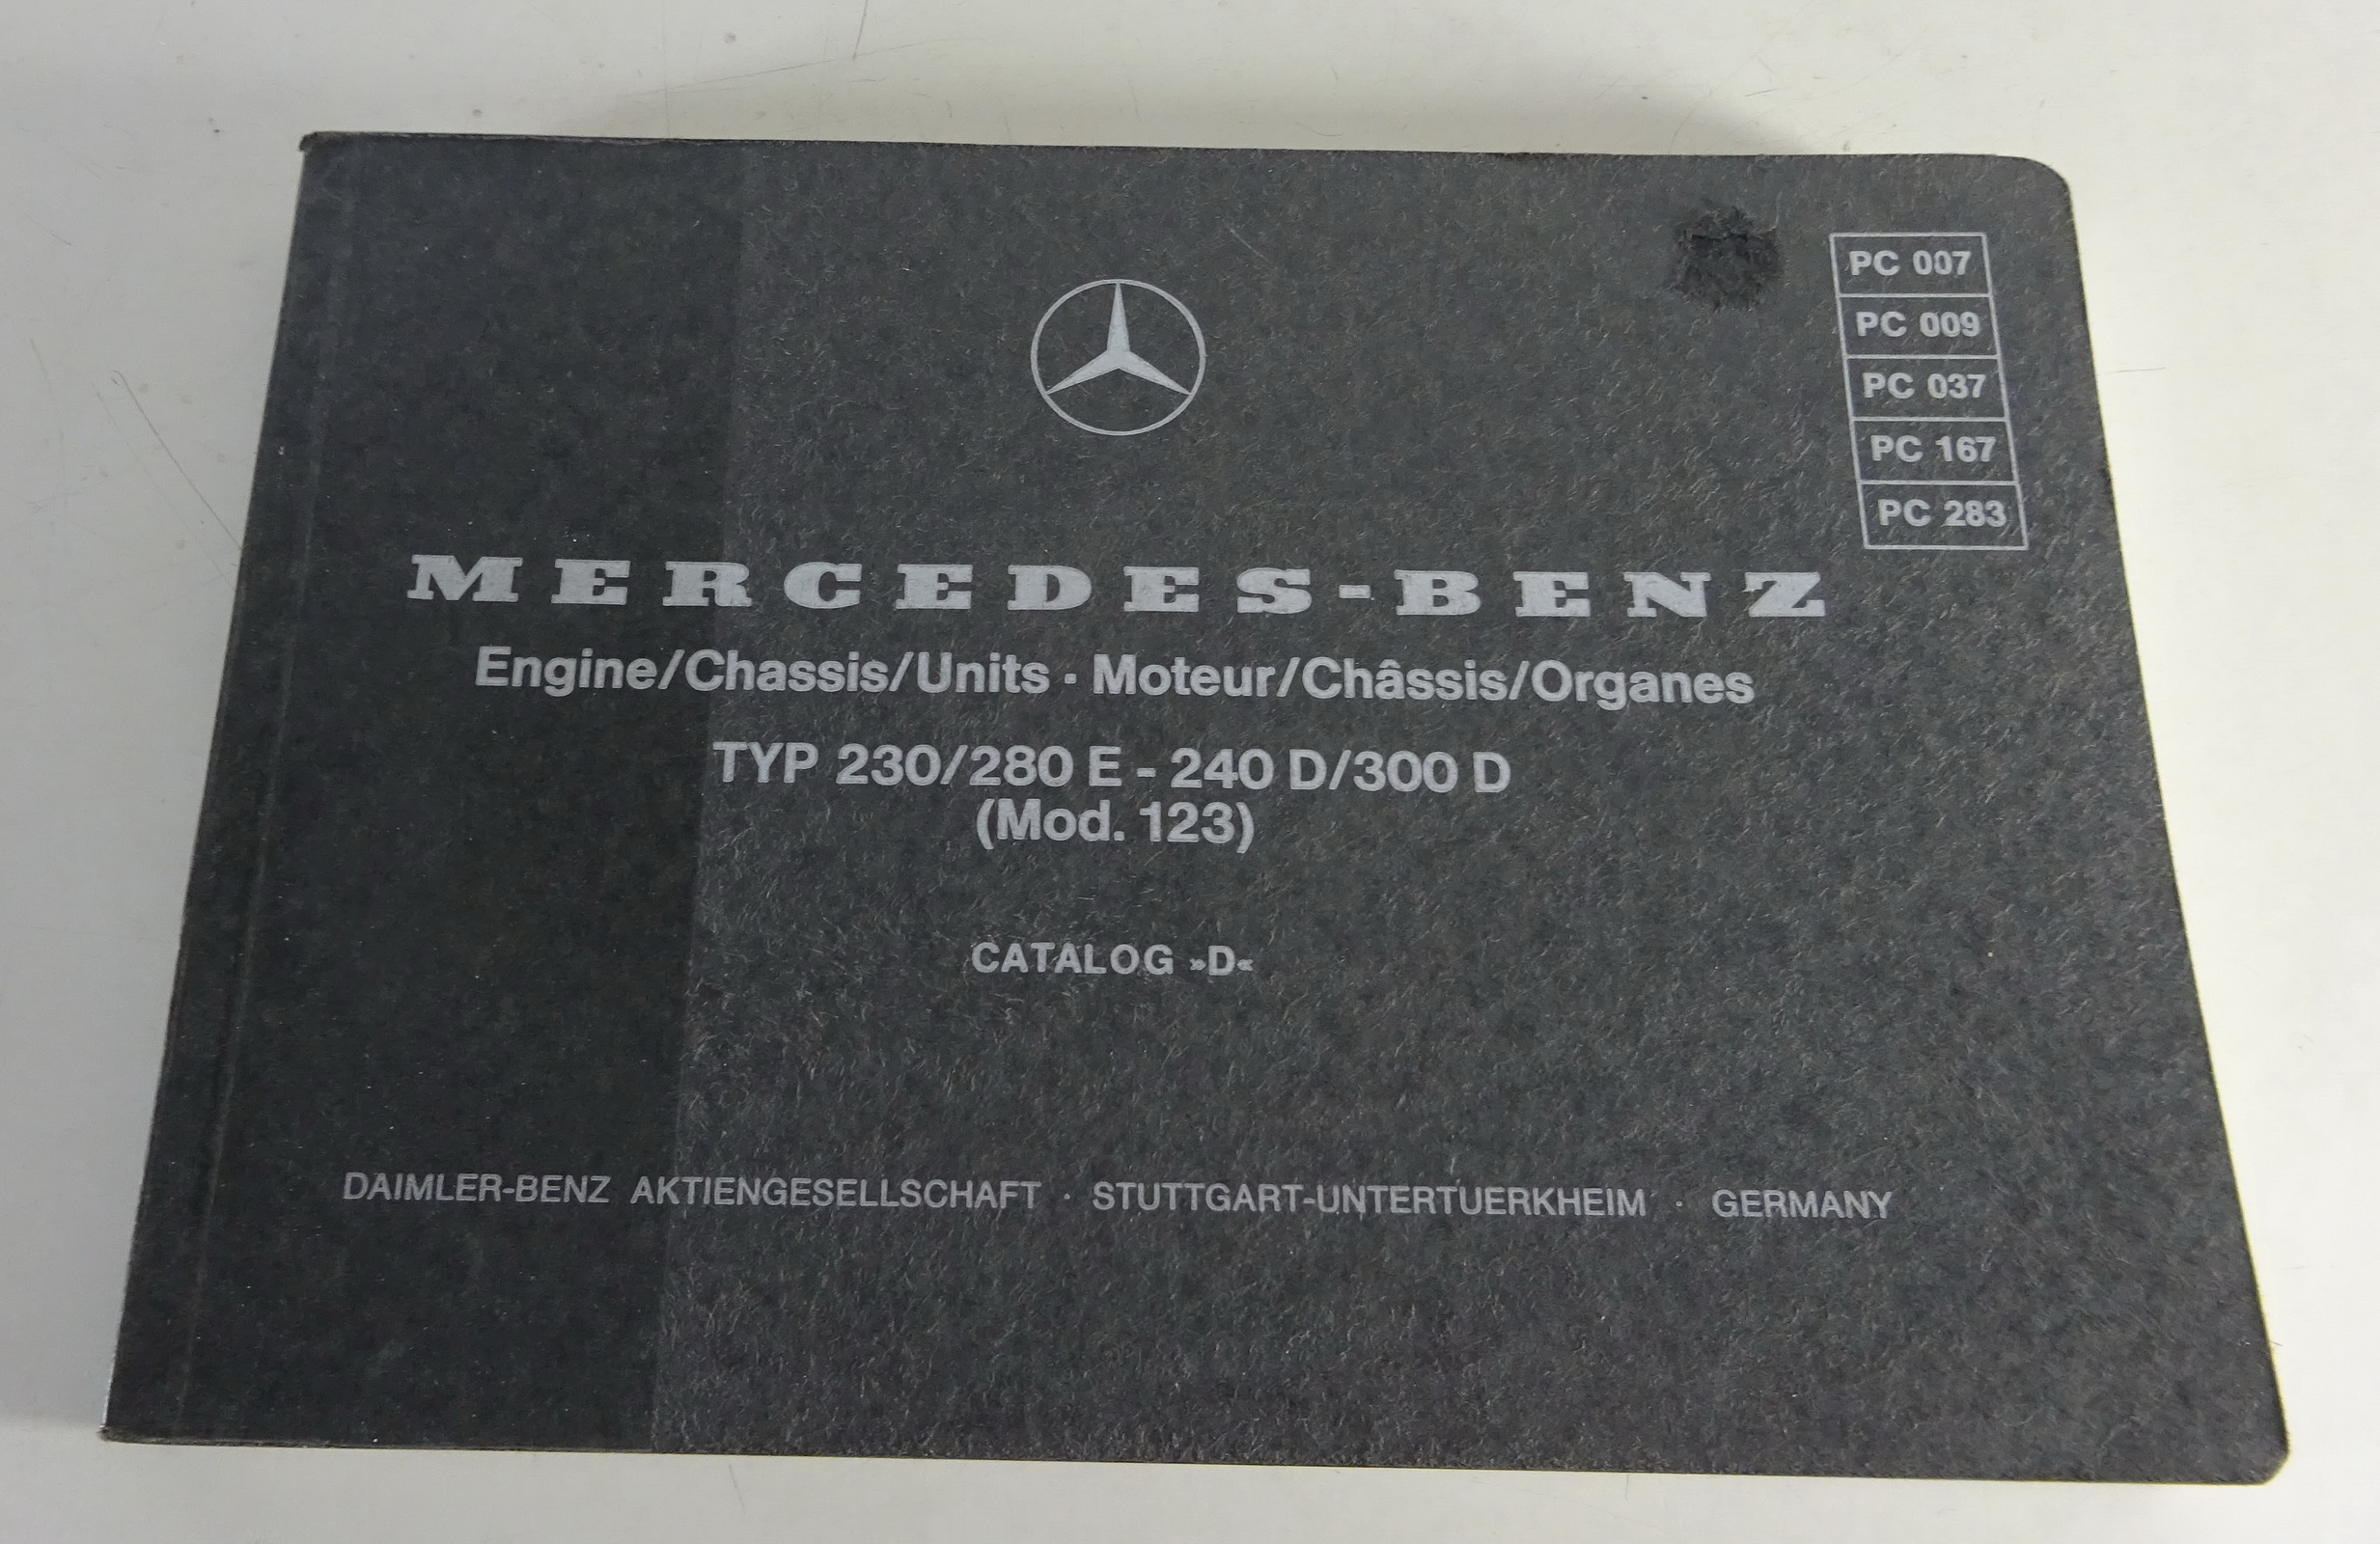 PC 007
PC 009
PC 037
PC 167
PC 283
MERCEDES-BENZ
Engine/Chassis/Units · Moteur/Châssis/Organes
TYP 230/280 E - 240 D/300 D
(Mod. 123)
CATALOG »D«
DAIMLER-BENZ AKTIENGESELLSCHAFT · STUTTGART-UNTERTUERKHEIM · GERMANY